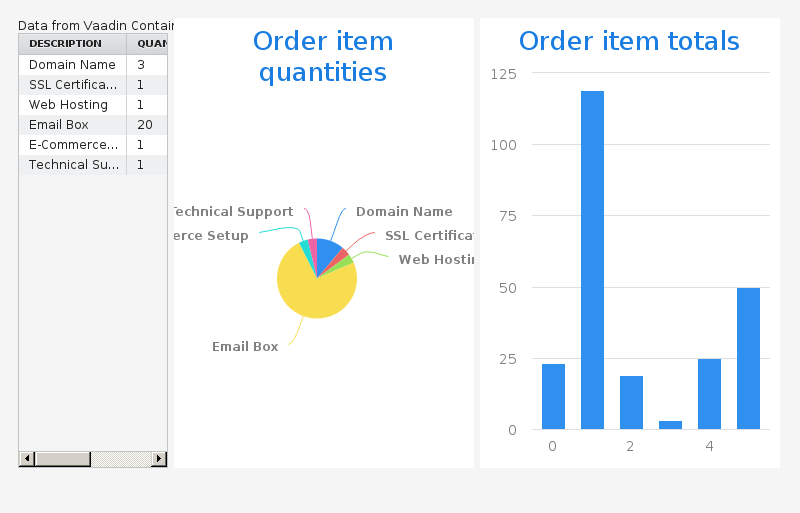 Data from Vaadin Contain
DESCRIPTION QUAN
Domain Name 3
SSL Certifica... 1
Web Hosting 1
Email Box 20
E-Commerce... 1
Technical Su... 1
Order item
quantities
Technical Support
Domain Name
erce Setup
SSL Certificat
Web Hostin
Email Box
Order item totals
125
100
75
50
25
0
0 2 4